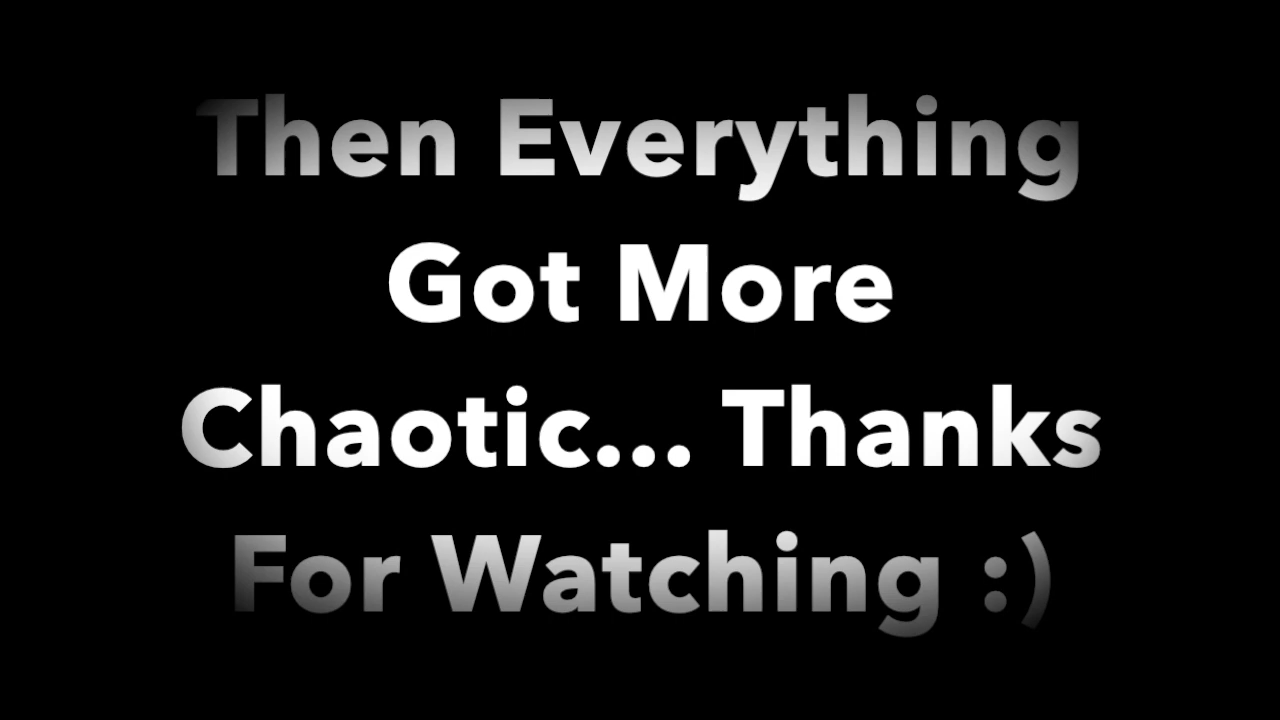 Then Everything
Got More
Chaotic... Thanks
For Watching :)